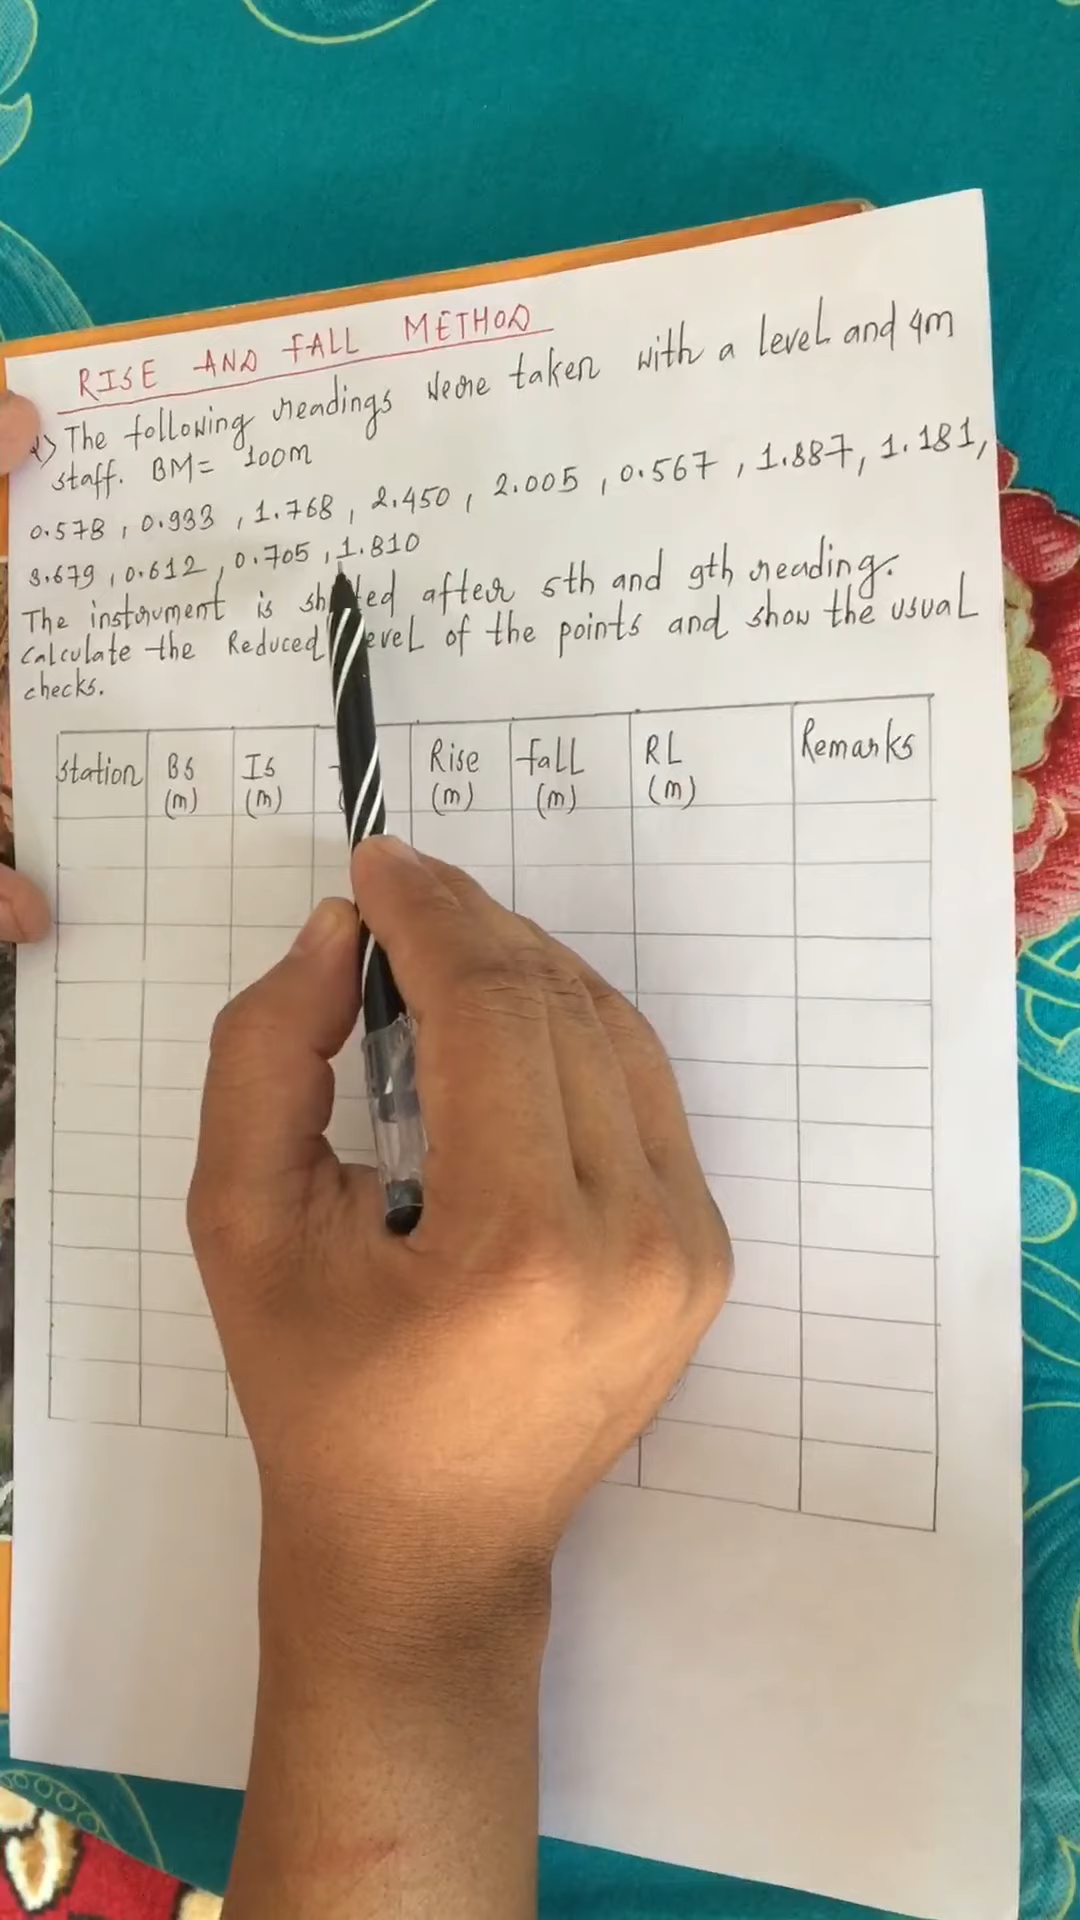 RISE AND FALL METHOD
The following readings were taken with a level and 4m
staff. BM= 100m
0.578, 0.933, 1.768, 2.450, 2.005, 0.567, 1.887, 1.181,
3.679, 0.612, 0.705, 1.810
The instrument is after 5th and 9th reading.
Calculate the Reduced level of the points and show the usual
checks.
Station BS (m) IS (m) Rise (m) fall (m) RL (m) Remarks